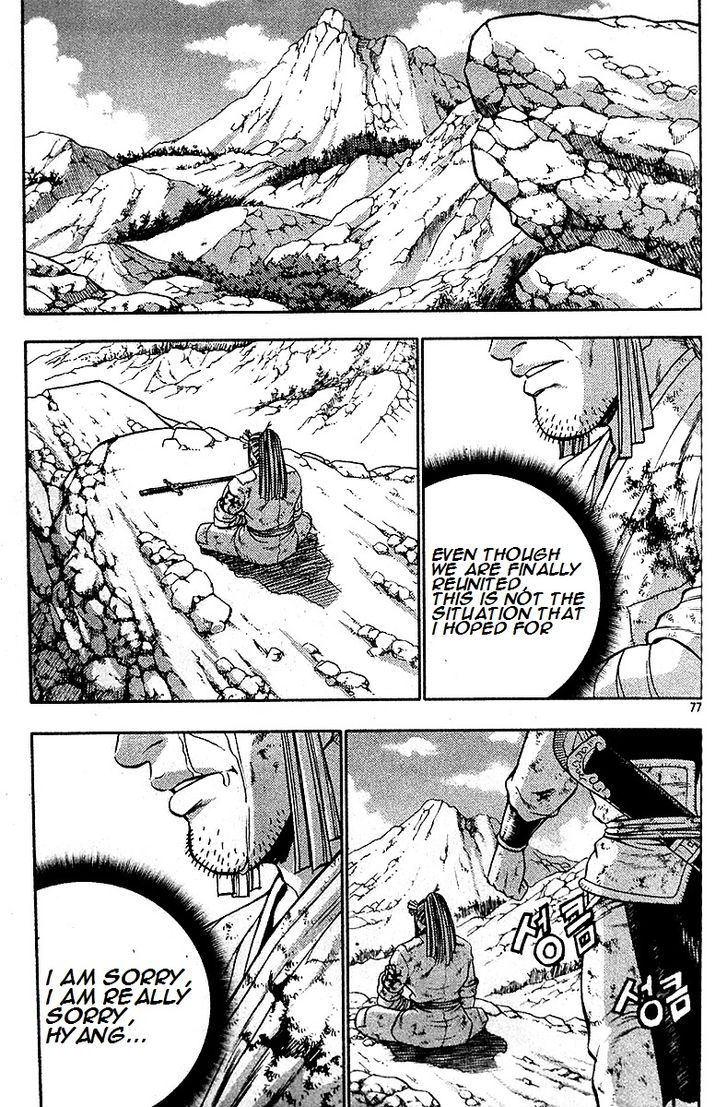 EVEN THOUGH
WE ARE FINALLY
REUNITED,
THIS IS NOT THE
SITUATION THAT
I HOPED FOR
77
I AM SORRY,
I AM REALLY
SORRY,
HYANG...
성큼
성큼